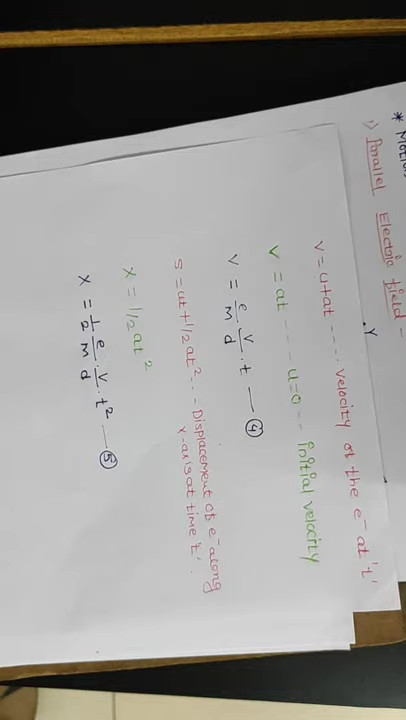 * Motion
1) Parallel Electric field -
Y
V = u+at ---- velocity of the e⁻ at 't'
V = at ---- u=0 -- initial velocity
V = e/m · V/d · t — ④
S = ut+1/2 at² -- Displacement of e⁻ along
x-axis at time 't'.
X = 1/2 at²
X = 1/2 e/m · V/d · t² — ⑤